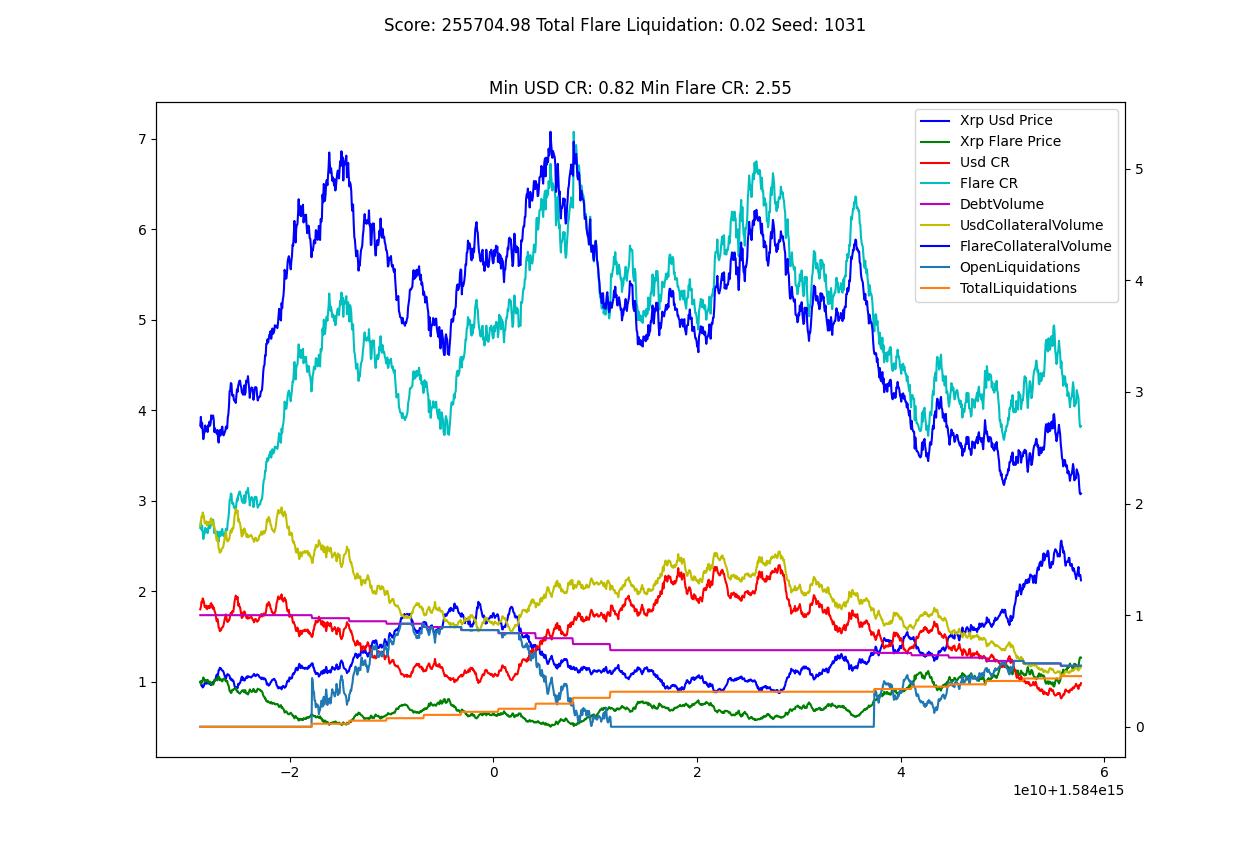 Score: 255704.98 Total Flare Liquidation: 0.02 Seed: 1031
Min USD CR: 0.82 Min Flare CR: 2.55
Xrp Usd Price
Xrp Flare Price
Usd CR
Flare CR
DebtVolume
UsdCollateralVolume
FlareCollateralVolume
OpenLiquidations
TotalLiquidations
7
6
5
4
3
2
1
5
4
3
2
1
0
−2
0
2
4
6
1e10+1.584e15